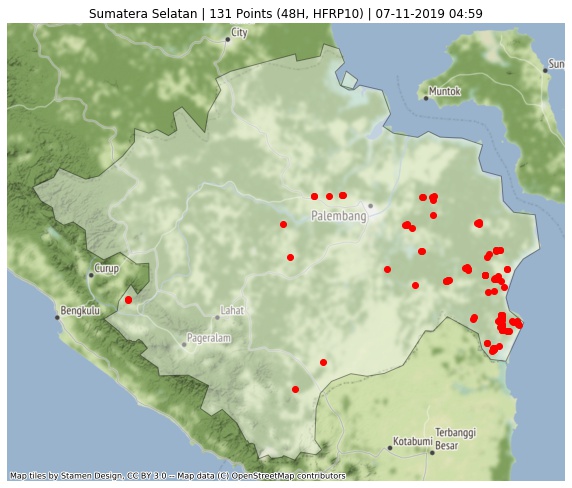 Sumatera Selatan | 131 Points (48H, HFRP10) | 07-11-2019 04:59
City
Sun
Muntok
Palembang
Curup
Bengkulu
Lahat
Pageralam
Terbanggi
Kotabumi
Besar
Map tiles by Stamen Design, CC BY 3.0 -- Map data (C) OpenStreetMap contributors